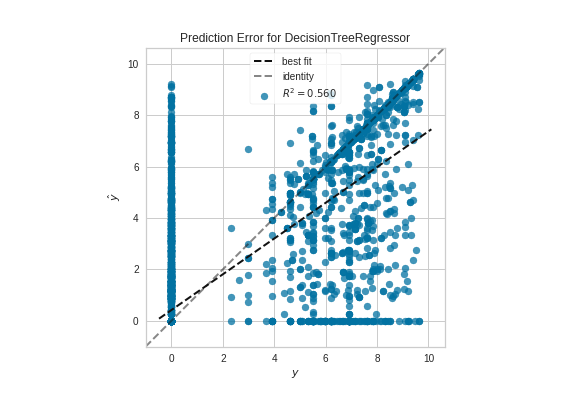 Prediction Error for DecisionTreeRegressor
best fit
identity
R² = 0.560
10
8
6
4
2
0
ŷ
0 2 4 6 8 10
y